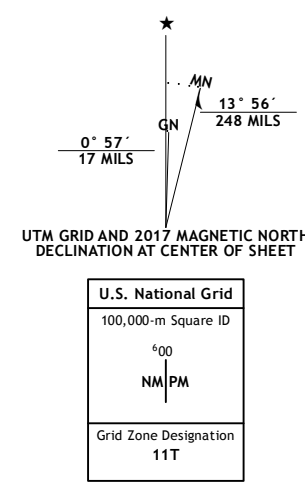 ★
MN
GN
0° 57´
17 MILS
13° 56´
248 MILS
UTM GRID AND 2017 MAGNETIC NORTH
DECLINATION AT CENTER OF SHEET
U.S. National Grid
100,000-m Square ID
⁶00
NM PM
Grid Zone Designation
11T